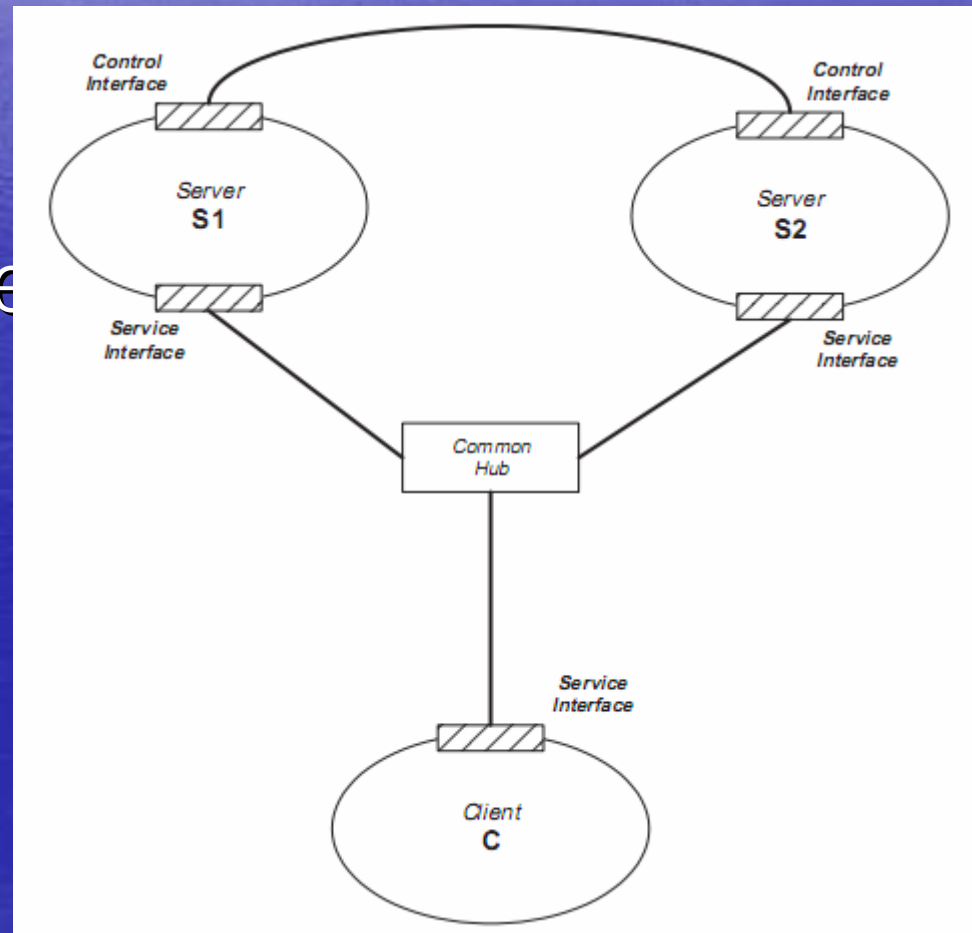 Control
Interface
Control
Interface
Server
S1
Server
S2
Service
Interface
Service
Interface
Common
Hub
Service
Interface
Client
C